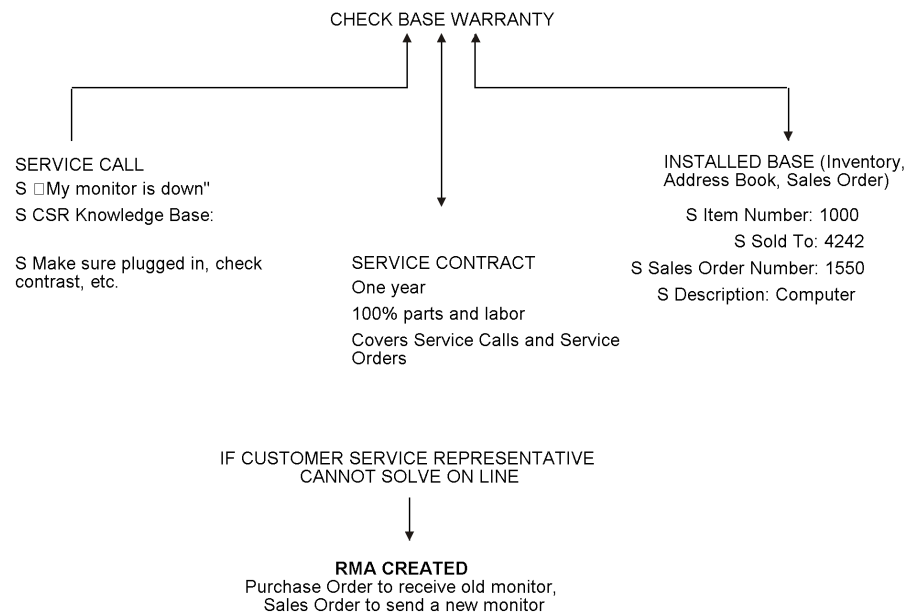 CHECK BASE WARRANTY
SERVICE CALL
S □My monitor is down"
S CSR Knowledge Base:
S Make sure plugged in, check
contrast, etc.
SERVICE CONTRACT
One year
100% parts and labor
Covers Service Calls and Service
Orders
INSTALLED BASE (Inventory,
Address Book, Sales Order)
S Item Number: 1000
S Sold To: 4242
S Sales Order Number: 1550
S Description: Computer
IF CUSTOMER SERVICE REPRESENTATIVE
CANNOT SOLVE ON LINE
RMA CREATED
Purchase Order to receive old monitor,
Sales Order to send a new monitor